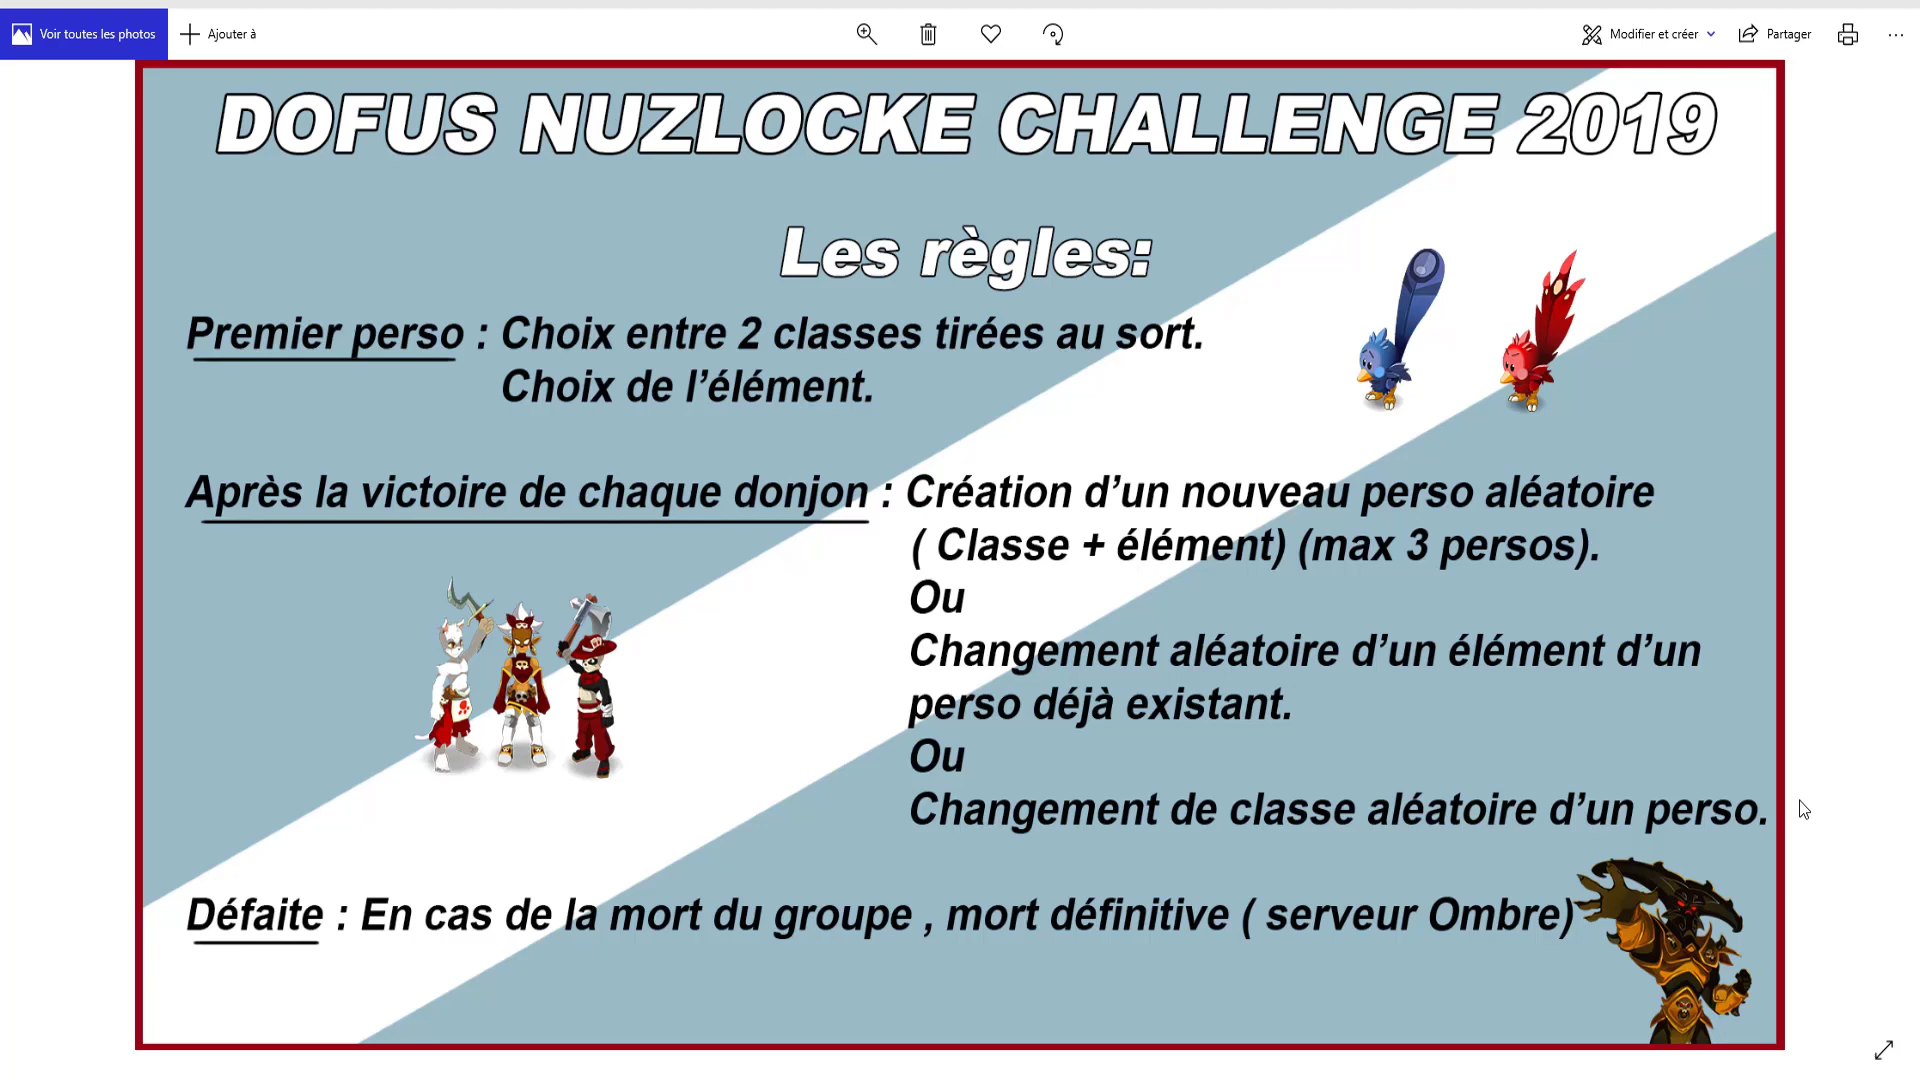 Voir toutes les photos
Ajouter à
Modifier et créer
Partager
DOFUS NUZLOCKE CHALLENGE 2019
Les règles:
Premier perso : Choix entre 2 classes tirées au sort.
Choix de l’élément.
Après la victoire de chaque donjon : Création d’un nouveau perso aléatoire
( Classe + élément) (max 3 persos).
Ou
Changement aléatoire d’un élément d’un
perso déjà existant.
Ou
Changement de classe aléatoire d’un perso.
Défaite : En cas de la mort du groupe , mort définitive ( serveur Ombre)